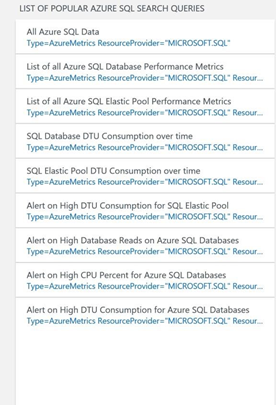 LIST OF POPULAR AZURE SQL SEARCH QUERIES
All Azure SQL Data
Type=AzureMetrics ResourceProvider="MICROSOFT.SQL"
List of all Azure SQL Database Performance Metrics
Type=AzureMetrics ResourceProvider="MICROSOFT.SQL" Resour...
List of all Azure SQL Elastic Pool Performance Metrics
Type=AzureMetrics ResourceProvider="MICROSOFT.SQL" Resour...
SQL Database DTU Consumption over time
Type=AzureMetrics ResourceProvider="MICROSOFT.SQL" Resour...
SQL Elastic Pool DTU Consumption over time
Type=AzureMetrics ResourceProvider="MICROSOFT.SQL" Resour...
Alert on High DTU Consumption for SQL Elastic Pool
Type=AzureMetrics ResourceProvider="MICROSOFT.SQL" Resour...
Alert on High Database Reads on Azure SQL Databases
Type=AzureMetrics ResourceProvider="MICROSOFT.SQL" Resour...
Alert on High CPU Percent for Azure SQL Databases
Type=AzureMetrics ResourceProvider="MICROSOFT.SQL" Resour...
Alert on High DTU Consumption for Azure SQL Databases
Type=AzureMetrics ResourceProvider="MICROSOFT.SQL" Resour...